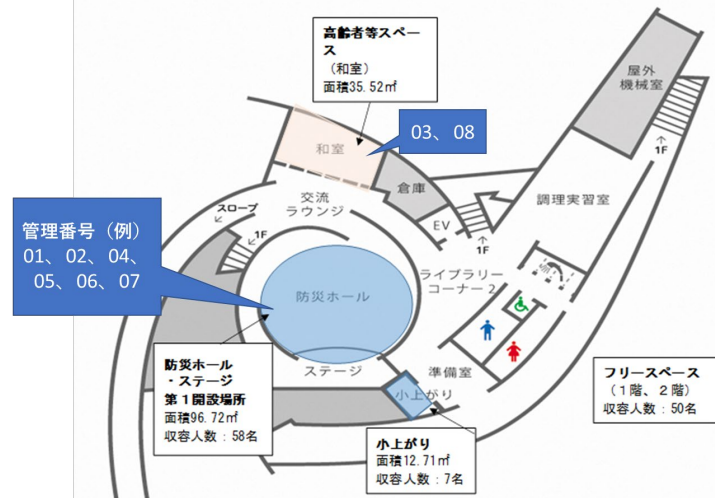 高齢者等スペー
ス
（和室）
面積35.52㎡
屋外
機械室
03、08
和室
1F
倉庫
交流
ラウンジ
スロープ
調理実習室
EV
管理番号（例）
01、02、04、
05、06、07
1F
1F
ライブラリー
コーナー2
防災ホール
ステージ
準備室
小上がり
防災ホール
・ステージ
第１開設場所
面積96.72㎡
収容人数：58名
フリースペース
（１階、２階）
収容人数：50名
小上がり
面積12.71㎡
収容人数：7名